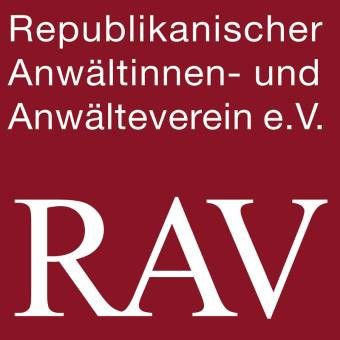 Republikanischer
Anwältinnen- und
Anwälteverein e.V.
RAV